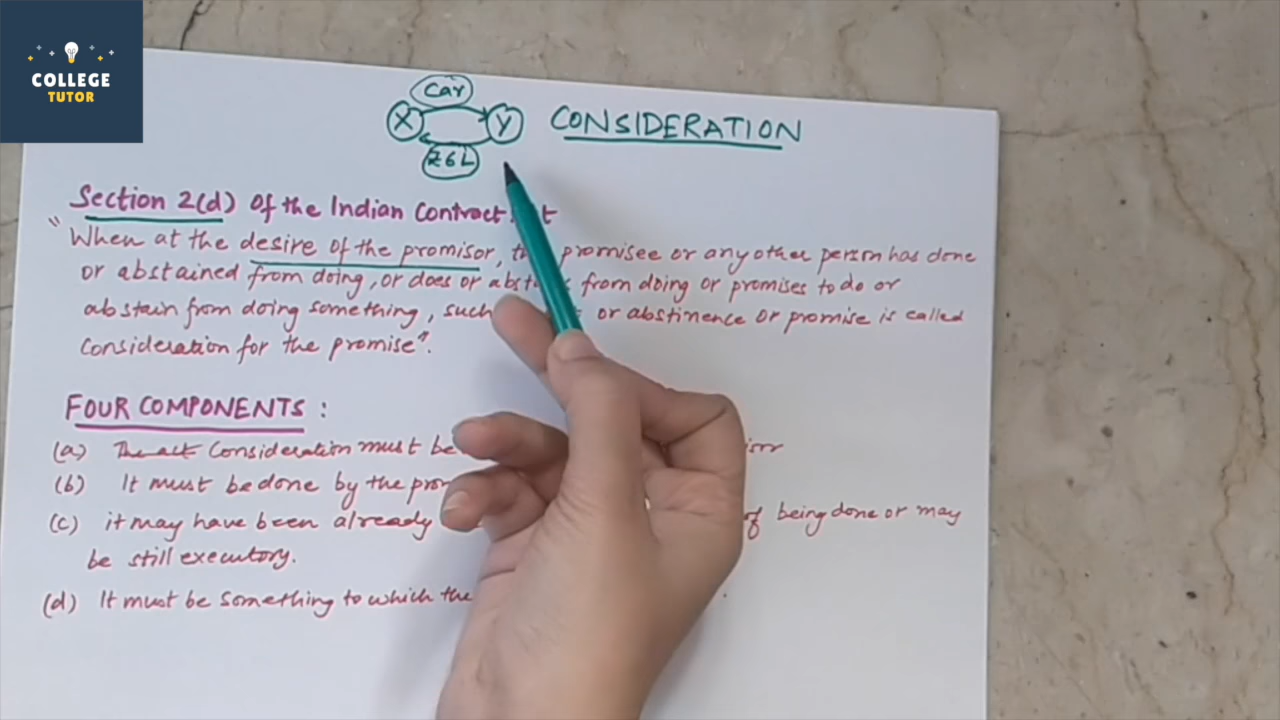 COLLEGE
TUTOR
Car
X Y CONSIDERATION
₹6L
Section 2(d) Of the Indian Contract
"When at the desire of the promisor, promisee or any other person has done
or abstained from doing, or does or from doing or promises to do or
abstain from doing something, such or abstinence or promise is called
Consideration for the promise".
FOUR COMPONENTS :
(a) The act Consideration must be
(b) It must be done by the
(c) it may have been already of being done or may
be still executory.
(d) It must be something to which the